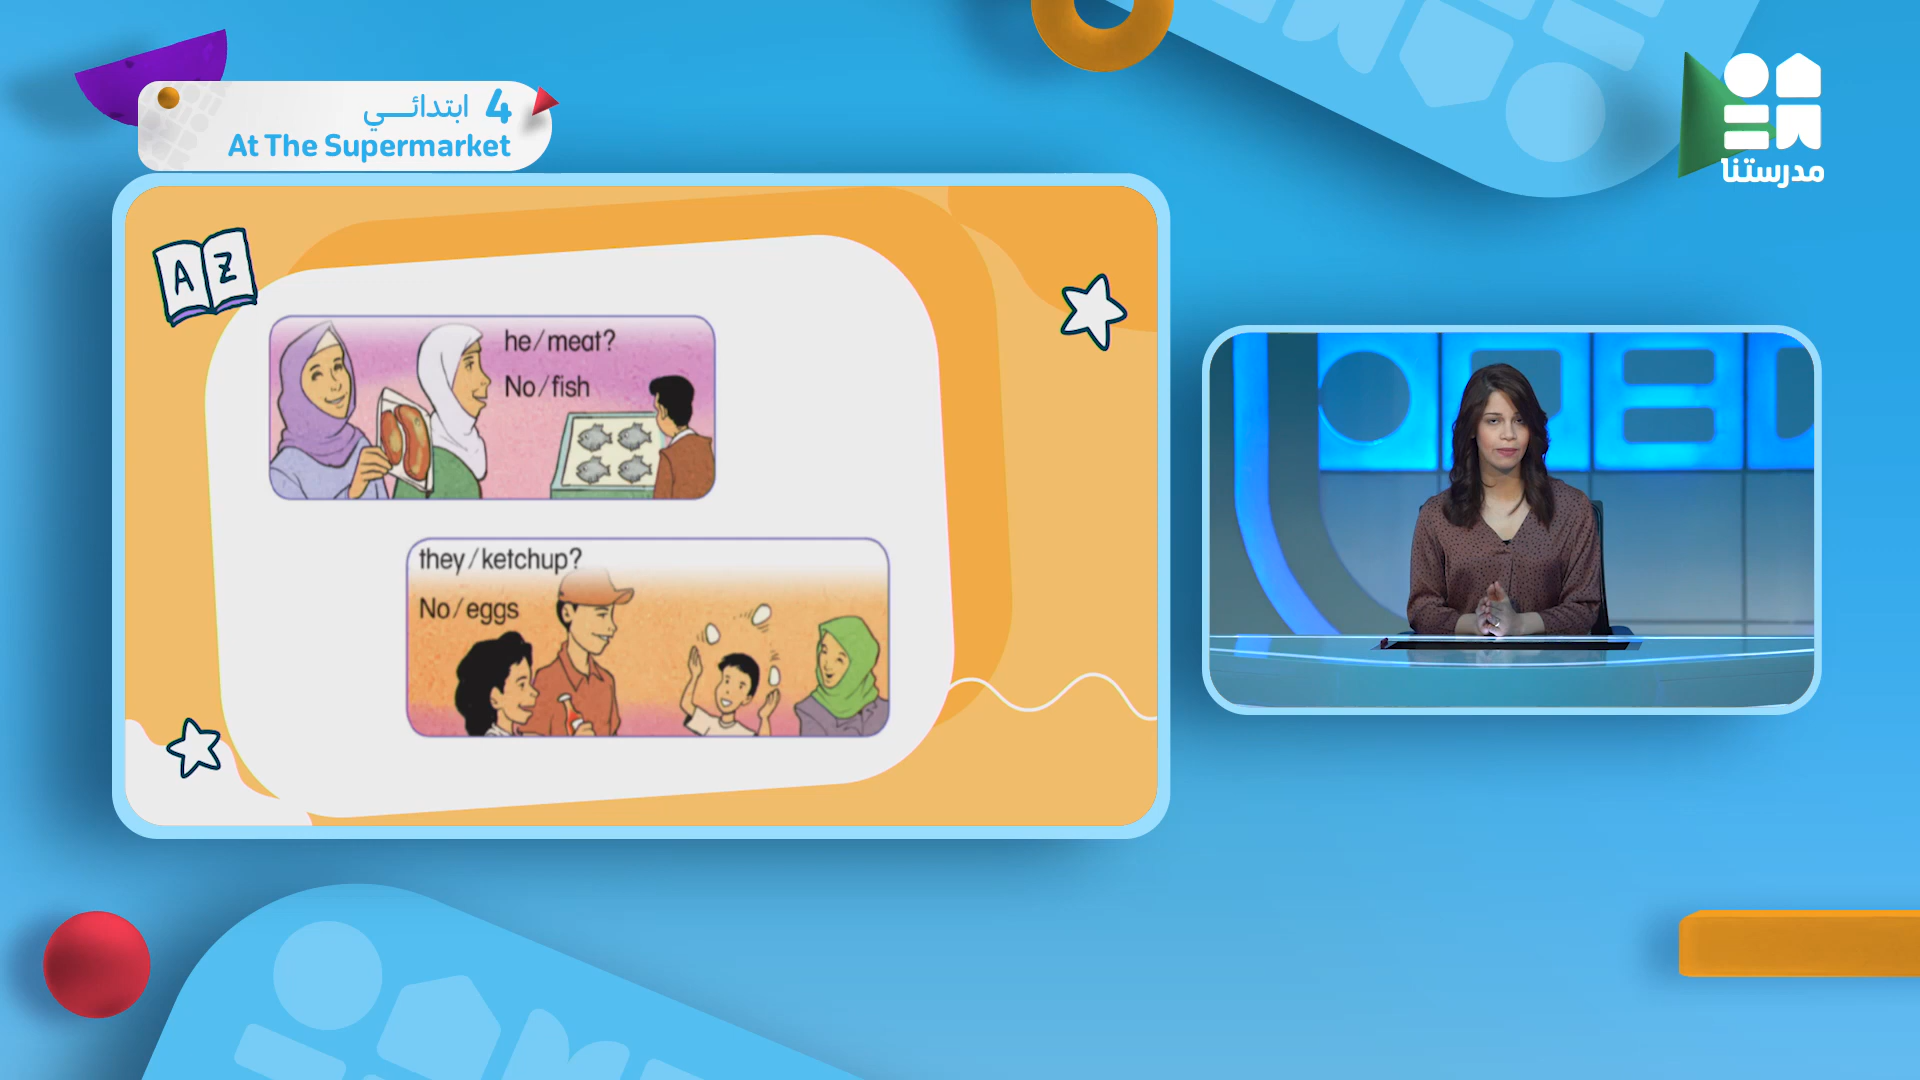 4 ابتدائـــي
At The Supermarket
مدرستنا
A Z
he/meat?
No/fish
they/ketchup?
No/eggs